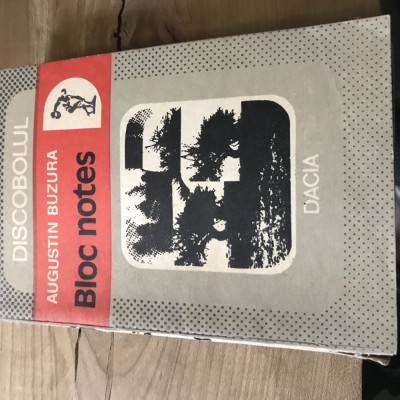 DISCOBOLUL
AUGUSTIN BUZURA
Bloc notes
DACIA